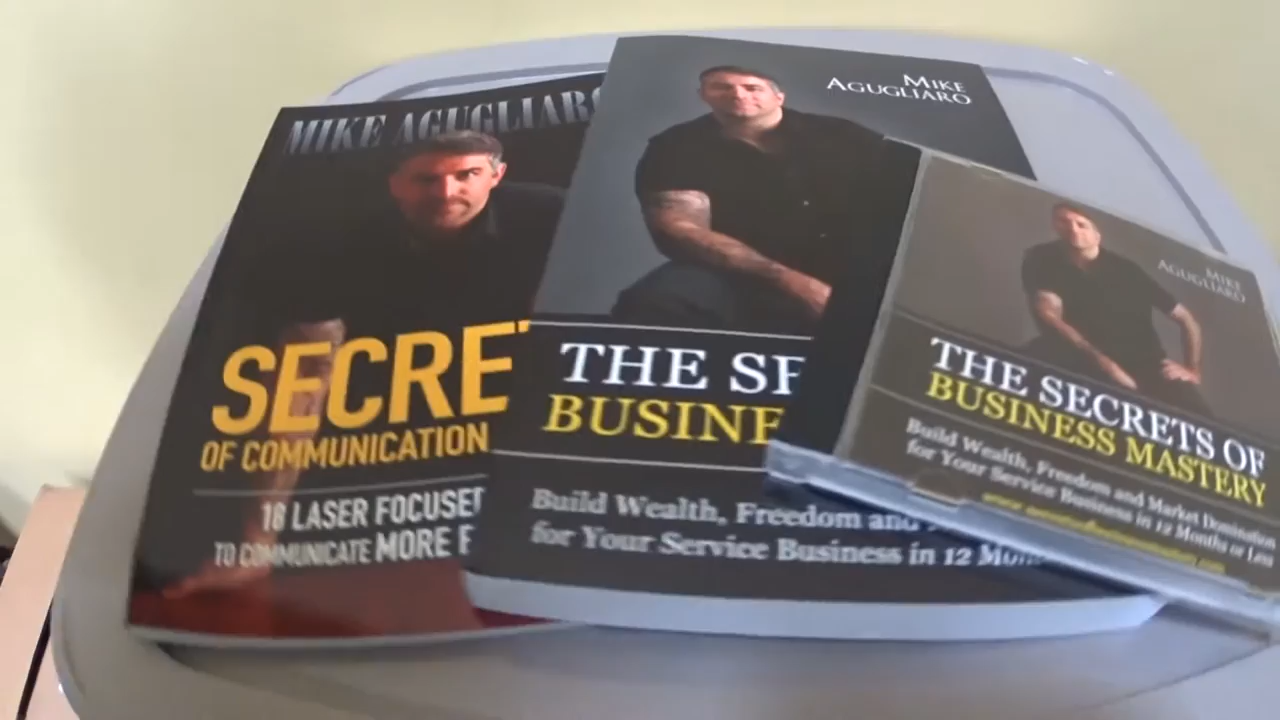 MIKE AGUGLIARO
SECRET
OF COMMUNICATION
18 LASER FOCUSED
TO COMMUNICATE MORE E
MIKE
AGUGLIARO
THE SE
BUSINE
Build Wealth, Freedom and
for Your Service Business in 12 Mon
MIKE
AGUGLIARO
THE SECRETS OF
BUSINESS MASTERY
Build Wealth, Freedom and Market Domination
for Your Service Business in 12 Months or Less